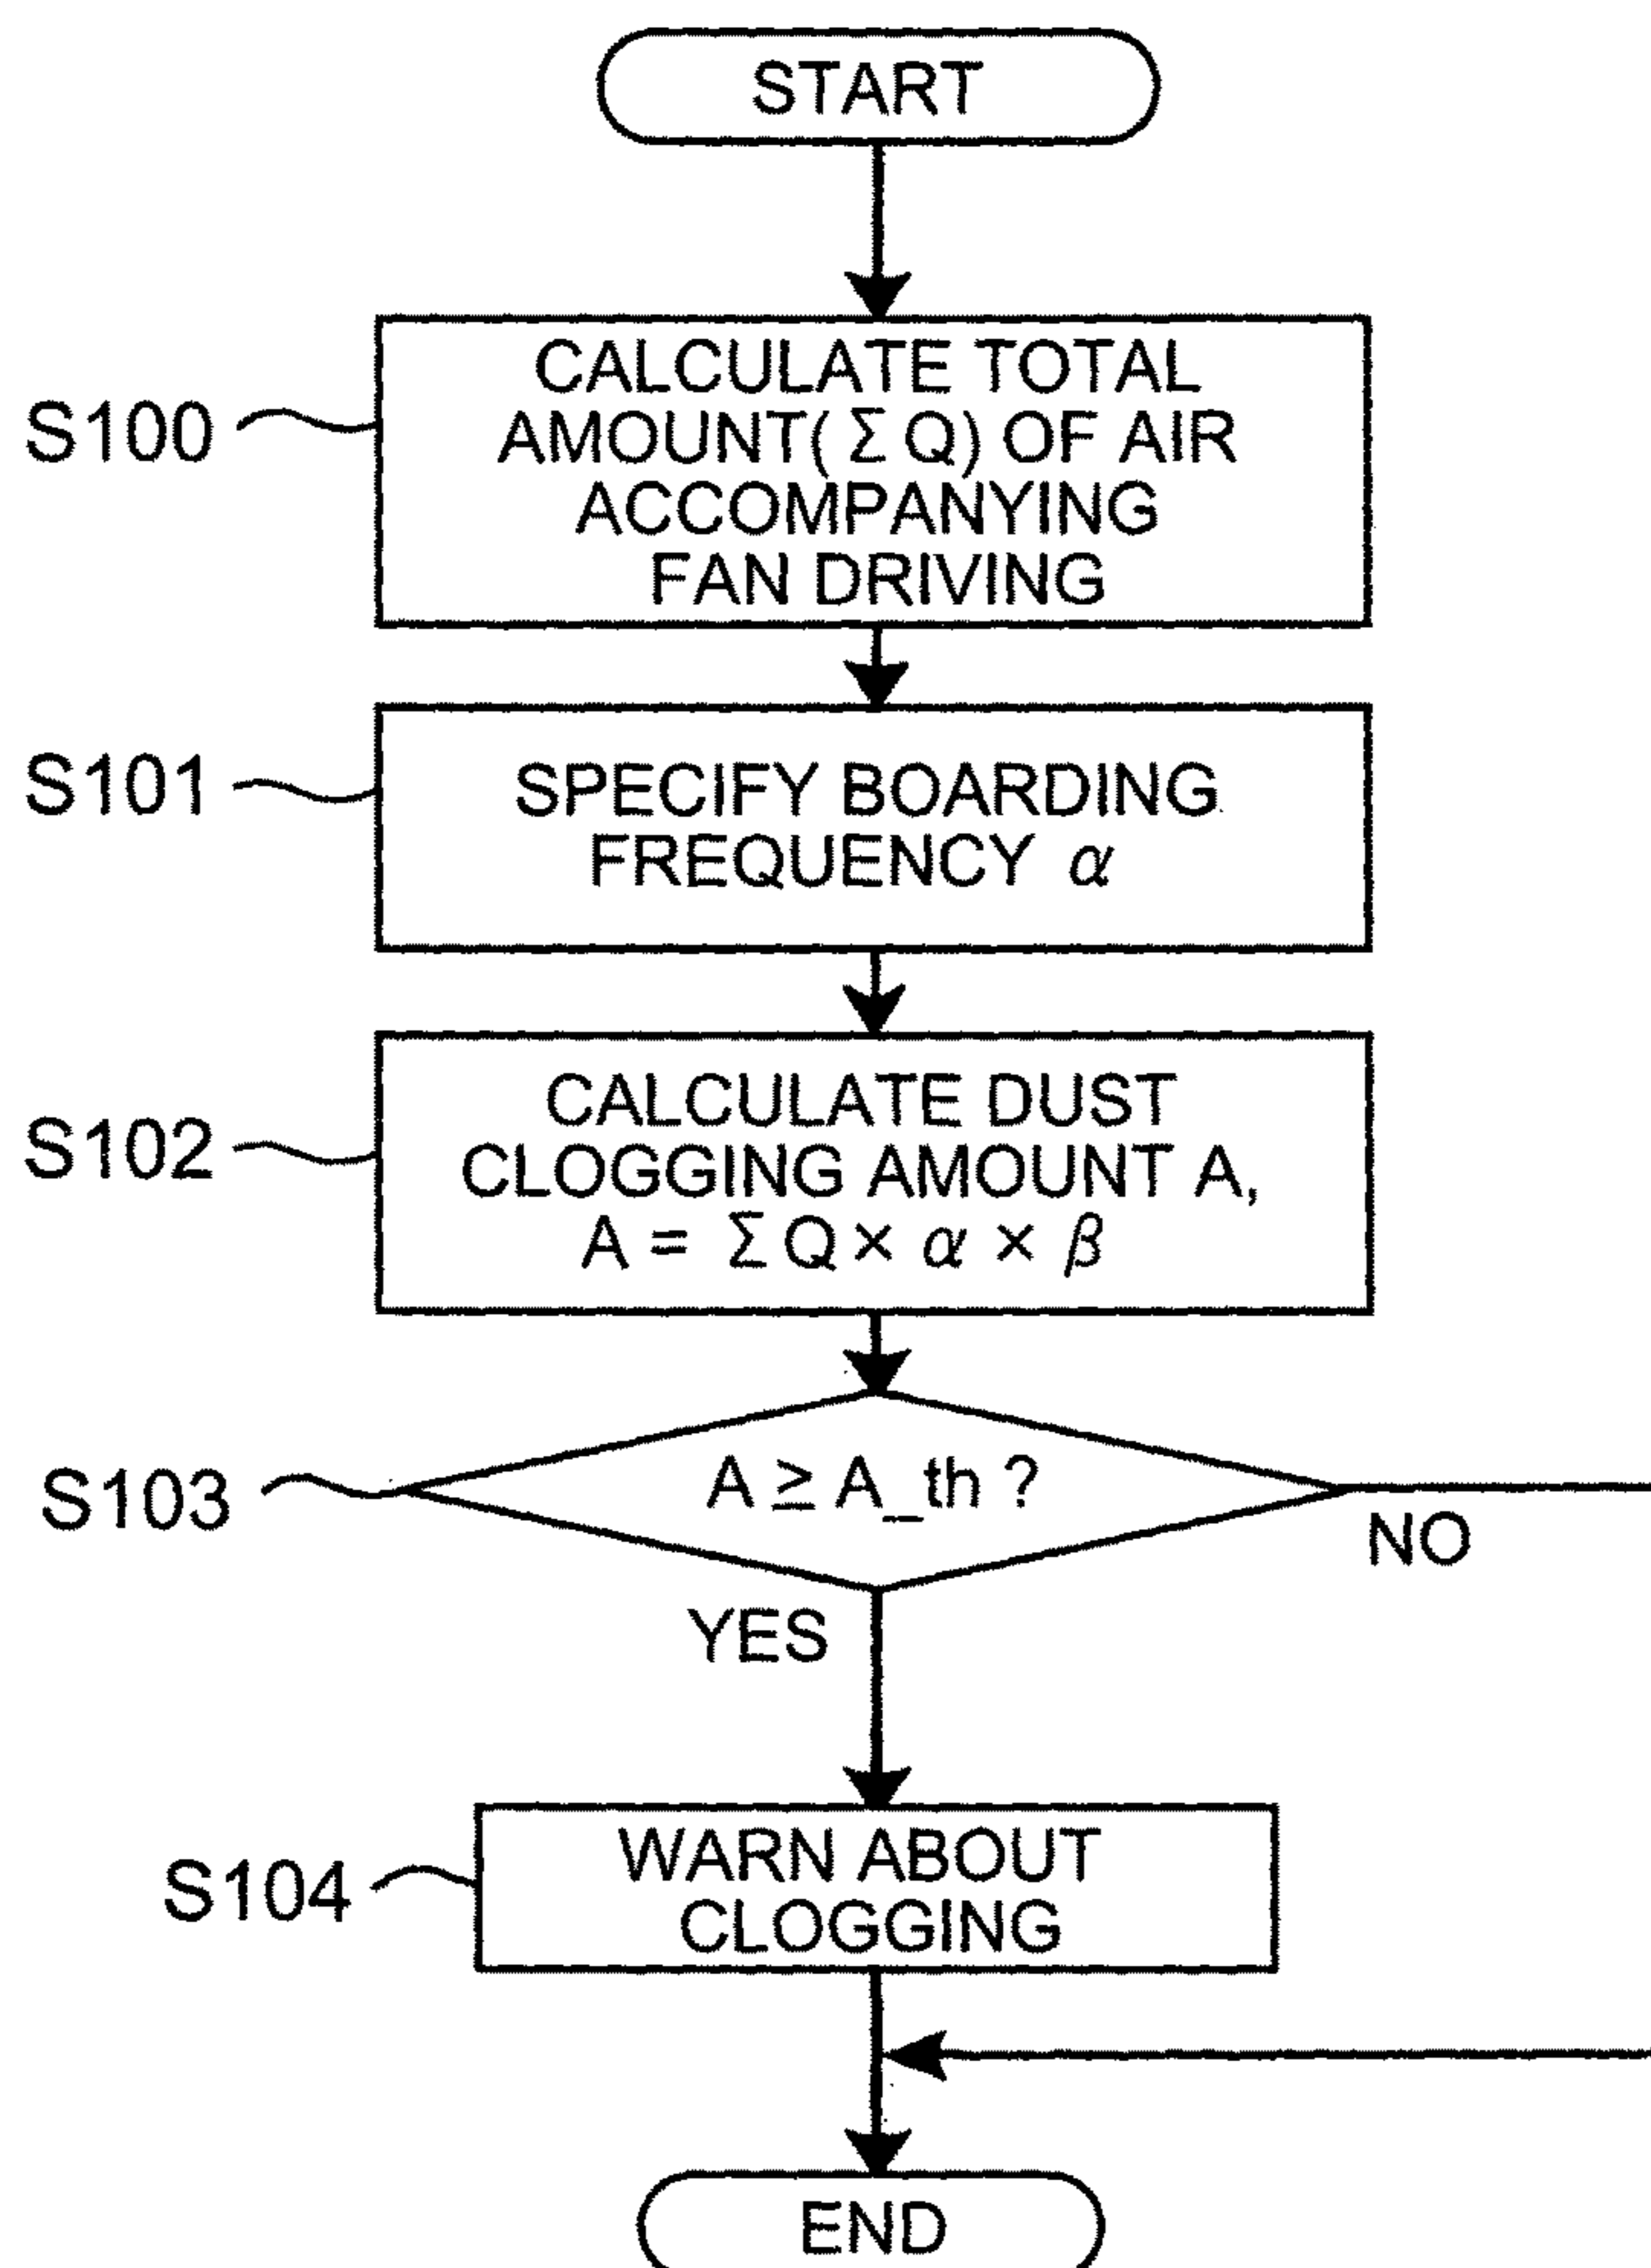 START
S100
CALCULATE TOTAL
AMOUNT(ΣQ) OF AIR
ACCOMPANYING
FAN DRIVING
S101
SPECIFY BOARDING
FREQUENCY α
S102
CALCULATE DUST
CLOGGING AMOUNT A,
A = ΣQ × α × β
S103
A ≥ A_th ?
NO
YES
S104
WARN ABOUT
CLOGGING
END